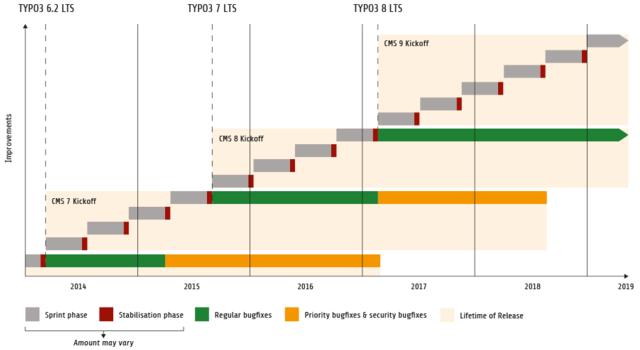 TYPO3 6.2 LTS
TYPO3 7 LTS
TYPO3 8 LTS
CMS 9 Kickoff
CMS 8 Kickoff
CMS 7 Kickoff
Improvements
2014
2015
2016
2017
2018
2019
Sprint phase
Stabilisation phase
Regular bugfixes
Priority bugfixes & security bugfixes
Lifetime of Release
Amount may vary